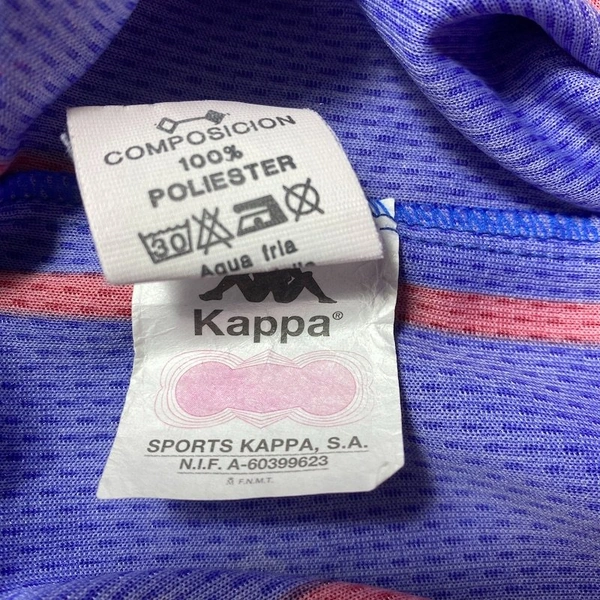 COMPOSICION
100%
POLIESTER
30
Agua fria
Kappa®
SPORTS KAPPA, S.A.
N.I.F. A-60399623
F.N.M.T.